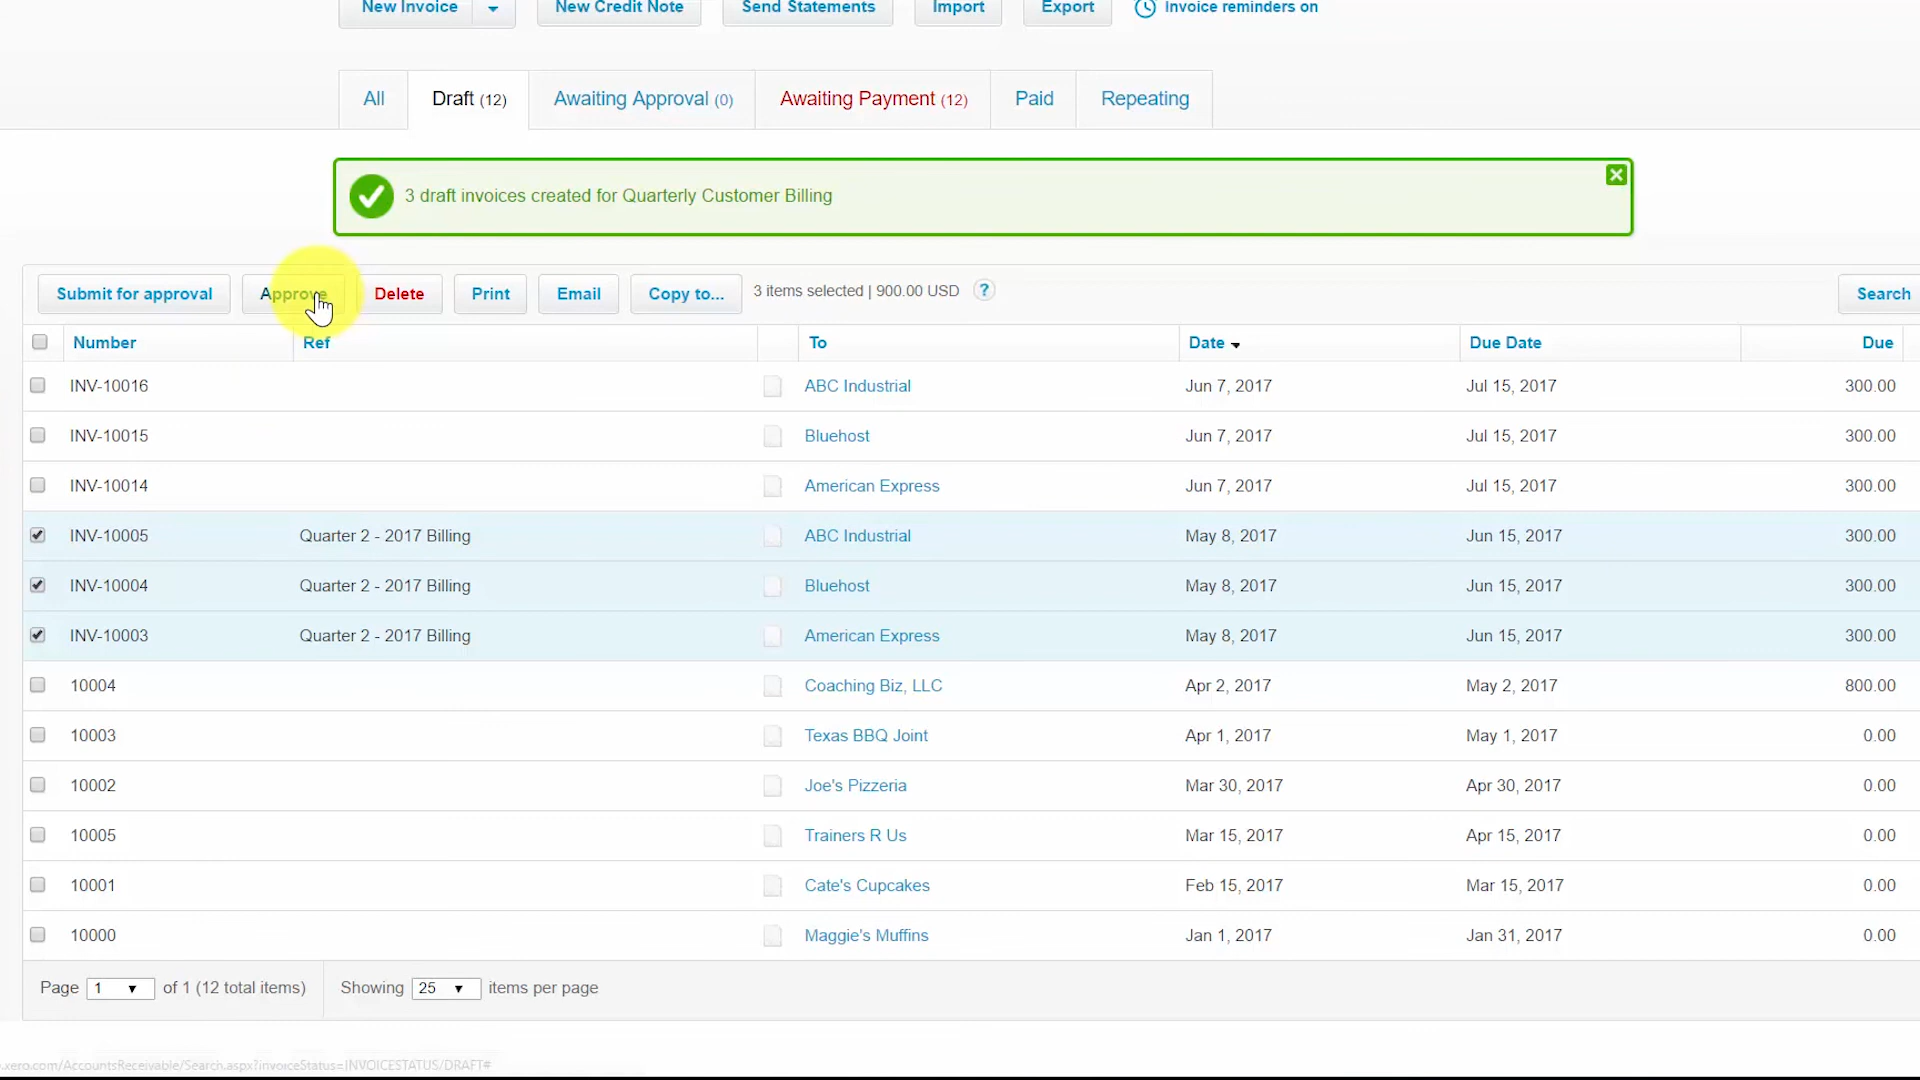 New Invoice New Credit Note Send Statements Import Export Invoice reminders on
All Draft (12) Awaiting Approval (0) Awaiting Payment (12) Paid Repeating
3 draft invoices created for Quarterly Customer Billing
Submit for approval Approve Delete Print Email Copy to... 3 items selected | 900.00 USD ? Search
Number Ref To Date Due Date Due
INV-10016 ABC Industrial Jun 7, 2017 Jul 15, 2017 300.00
INV-10015 Bluehost Jun 7, 2017 Jul 15, 2017 300.00
INV-10014 American Express Jun 7, 2017 Jul 15, 2017 300.00
INV-10005 Quarter 2 - 2017 Billing ABC Industrial May 8, 2017 Jun 15, 2017 300.00
INV-10004 Quarter 2 - 2017 Billing Bluehost May 8, 2017 Jun 15, 2017 300.00
INV-10003 Quarter 2 - 2017 Billing American Express May 8, 2017 Jun 15, 2017 300.00
10004 Coaching Biz, LLC Apr 2, 2017 May 2, 2017 800.00
10003 Texas BBQ Joint Apr 1, 2017 May 1, 2017 0.00
10002 Joe's Pizzeria Mar 30, 2017 Apr 30, 2017 0.00
10005 Trainers R Us Mar 15, 2017 Apr 15, 2017 0.00
10001 Cate's Cupcakes Feb 15, 2017 Mar 15, 2017 0.00
10000 Maggie's Muffins Jan 1, 2017 Jan 31, 2017 0.00
Page 1 of 1 (12 total items) Showing 25 items per page
.xero.com/AccountsReceivable/Search.aspx?invoiceStatus=INVOICESTATUS/DRAFT#